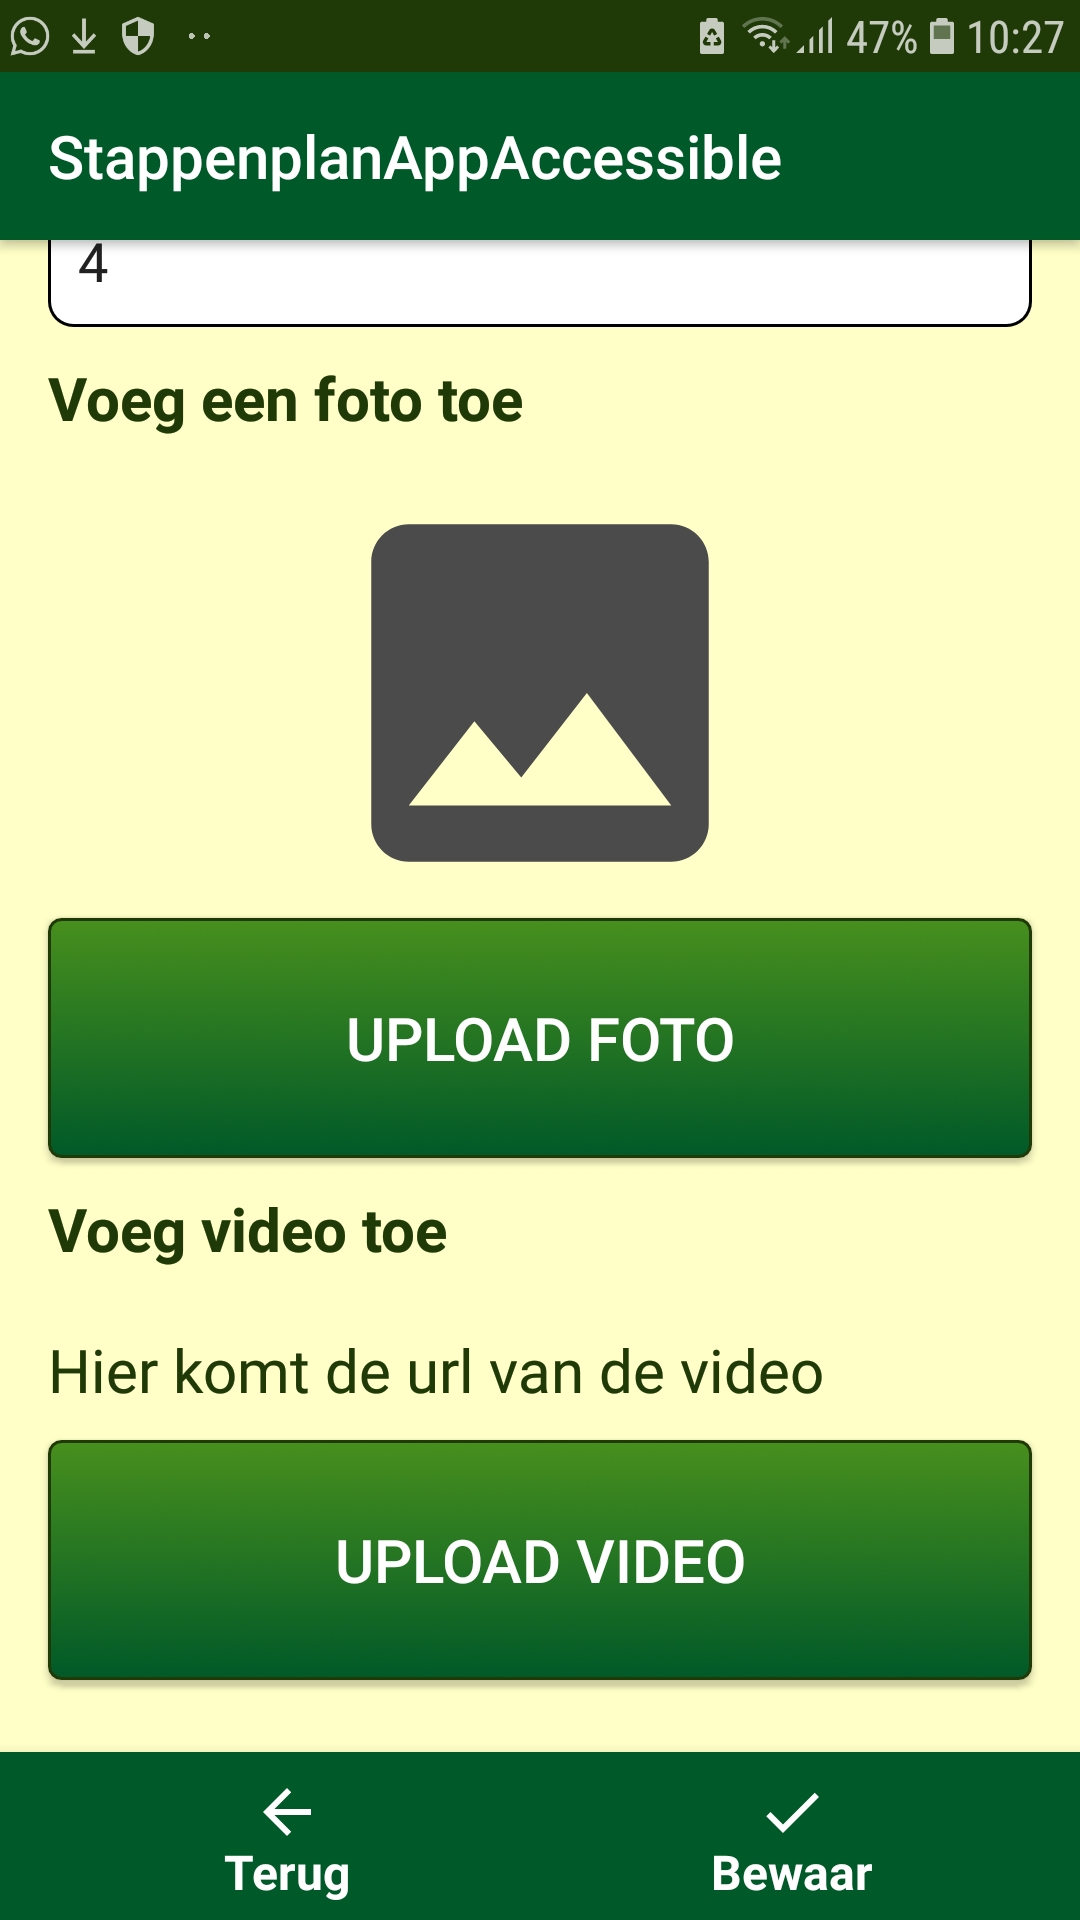 47% 10:27
StappenplanAppAccessible
4
Voeg een foto toe
UPLOAD FOTO
Voeg video toe
Hier komt de url van de video
UPLOAD VIDEO
Terug Bewaar